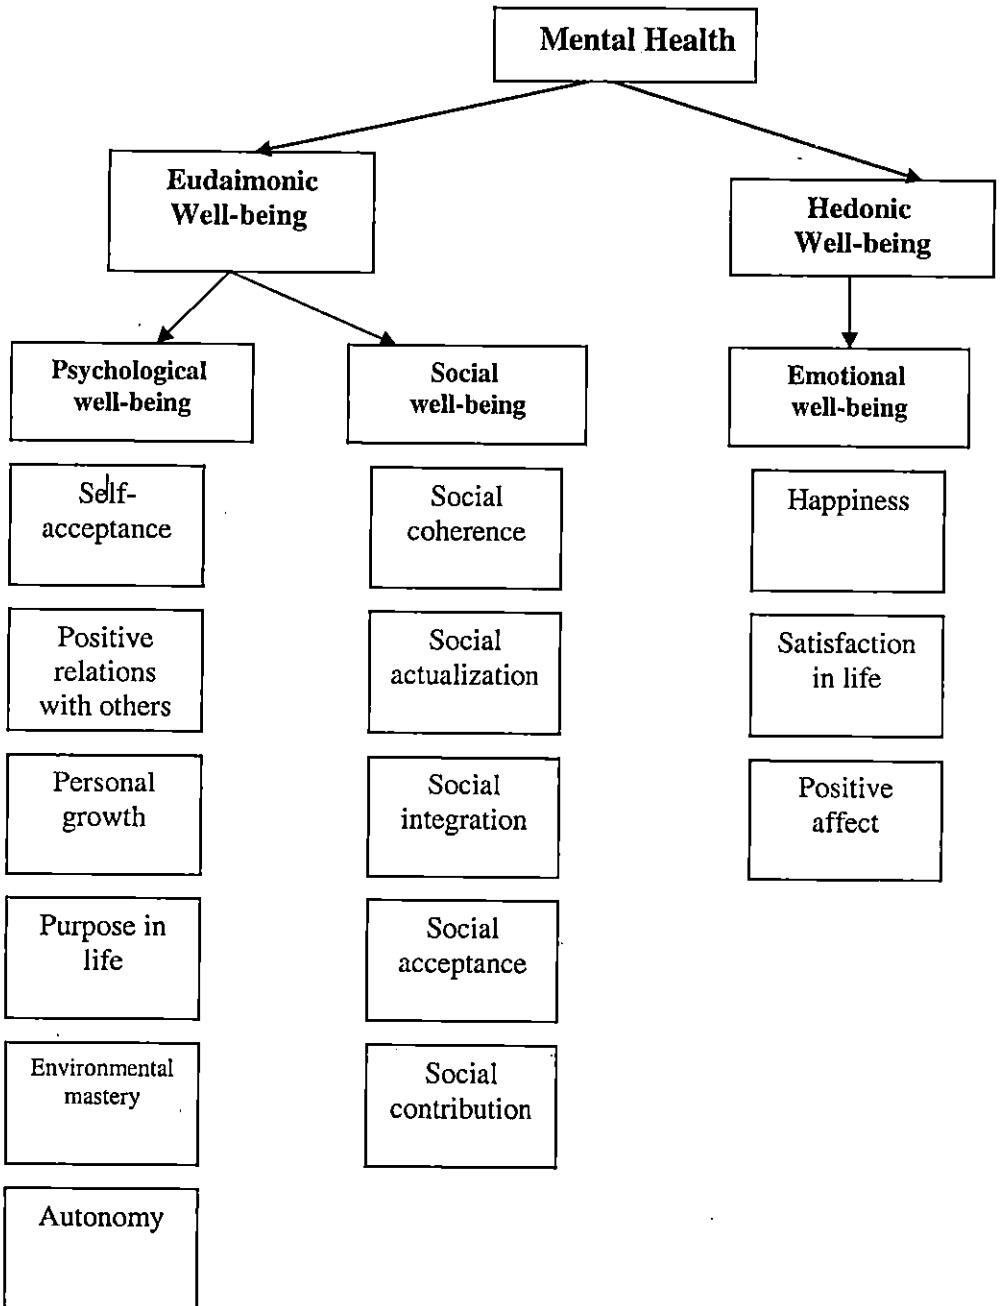 Mental Health
Eudaimonic
Well-being
Hedonic
Well-being
Psychological
well-being
Social
well-being
Emotional
well-being
Self-
acceptance
Social
coherence
Happiness
Positive
relations
with others
Social
actualization
Satisfaction
in life
Personal
growth
Social
integration
Positive
affect
Purpose in
life
Social
acceptance
Environmental
mastery
Social
contribution
Autonomy